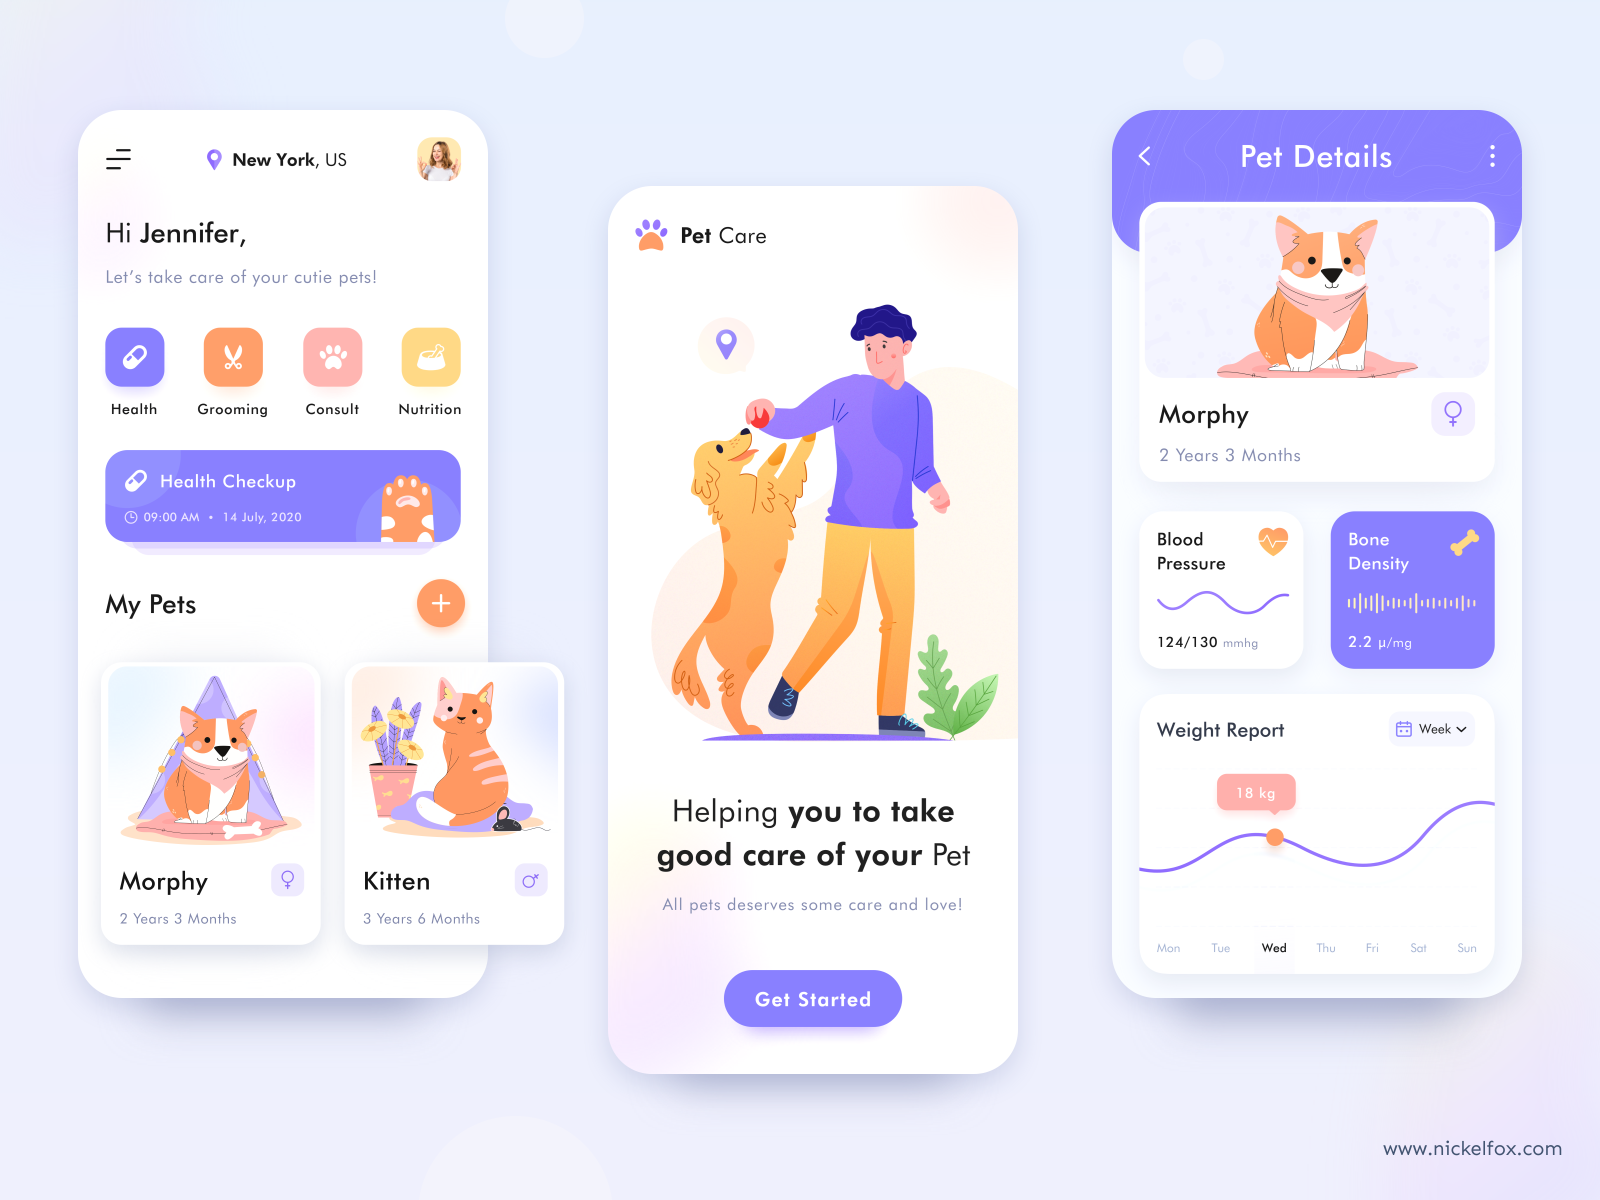 New York, US
Hi Jennifer,
Let's take care of your cutie pets!
Health
Grooming
Consult
Nutrition
Health Checkup
09:00 AM • 14 July, 2020
My Pets
Morphy
2 Years 3 Months
Kitten
3 Years 6 Months
Pet Care
Helping you to take
good care of your Pet
All pets deserves some care and love!
Get Started
Pet Details
Morphy
2 Years 3 Months
Blood
Pressure
124/130 mmhg
Bone
Density
2.2 µ/mg
Weight Report
Week
18 kg
Mon Tue Wed Thu Fri Sat Sun
www.nickelfox.com